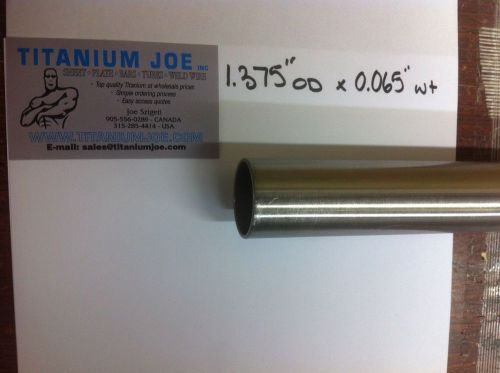 TITANIUM JOE INC
SHEET • PLATE • BARS • TUBES • WELD WIRE
• Top quality Titanium at wholesale prices
• Simple ordering process
• Easy access quotes
Joe Szigeti
905-556-0289 - CANADA
315-285-4414 - USA
WWW.TITANIUMJOE.COM
E-mail: sales@titaniumjoe.com
1.375" OD x 0.065" wt